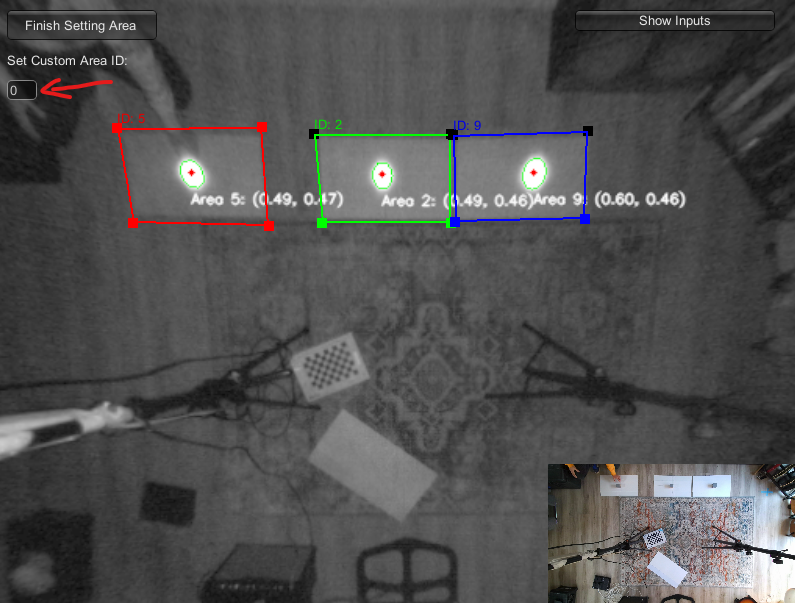 Finish Setting Area
Show Inputs
Set Custom Area ID:
0
ID: 5
ID: 2
ID: 9
Area 5: (0.49, 0.47)
Area 2: (0.49, 0.46)
Area 9: (0.60, 0.46)